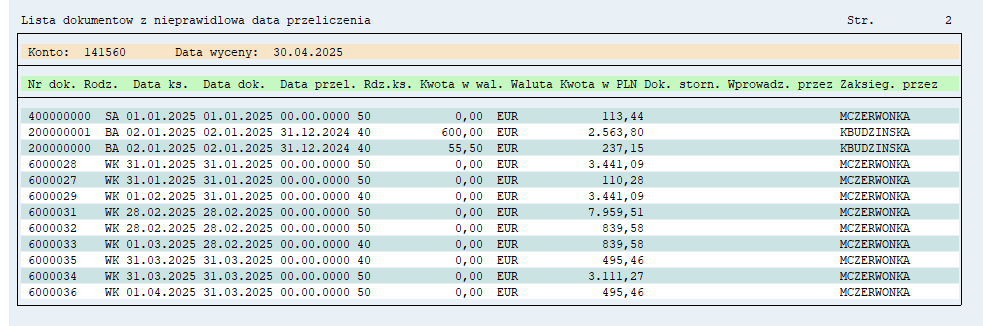 Lista dokumentow z nieprawidlowa data przeliczenia Str. 2
Konto: 141560 Data wyceny: 30.04.2025
Nr dok. Rodz. Data ks. Data dok. Data przel. Rdz.ks. Kwota w wal. Waluta Kwota w PLN Dok. storn. Wprowadz. przez Zaksieg. przez
400000000 SA 01.01.2025 01.01.2025 00.00.0000 50 0,00 EUR 113,44 MCZERWONKA
200000001 BA 02.01.2025 02.01.2025 31.12.2024 40 600,00 EUR 2.563,80 KBUDZINSKA
200000000 BA 02.01.2025 02.01.2025 31.12.2024 40 55,50 EUR 237,15 KBUDZINSKA
6000028 WK 31.01.2025 31.01.2025 00.00.0000 50 0,00 EUR 3.441,09 MCZERWONKA
6000027 WK 31.01.2025 31.01.2025 00.00.0000 50 0,00 EUR 110,28 MCZERWONKA
6000029 WK 01.02.2025 31.01.2025 00.00.0000 40 0,00 EUR 3.441,09 MCZERWONKA
6000031 WK 28.02.2025 28.02.2025 00.00.0000 50 0,00 EUR 7.959,51 MCZERWONKA
6000032 WK 28.02.2025 28.02.2025 00.00.0000 50 0,00 EUR 839,58 MCZERWONKA
6000033 WK 01.03.2025 28.02.2025 00.00.0000 40 0,00 EUR 839,58 MCZERWONKA
6000035 WK 31.03.2025 31.03.2025 00.00.0000 40 0,00 EUR 495,46 MCZERWONKA
6000034 WK 31.03.2025 31.03.2025 00.00.0000 50 0,00 EUR 3.111,27 MCZERWONKA
6000036 WK 01.04.2025 31.03.2025 00.00.0000 50 0,00 EUR 495,46 MCZERWONKA